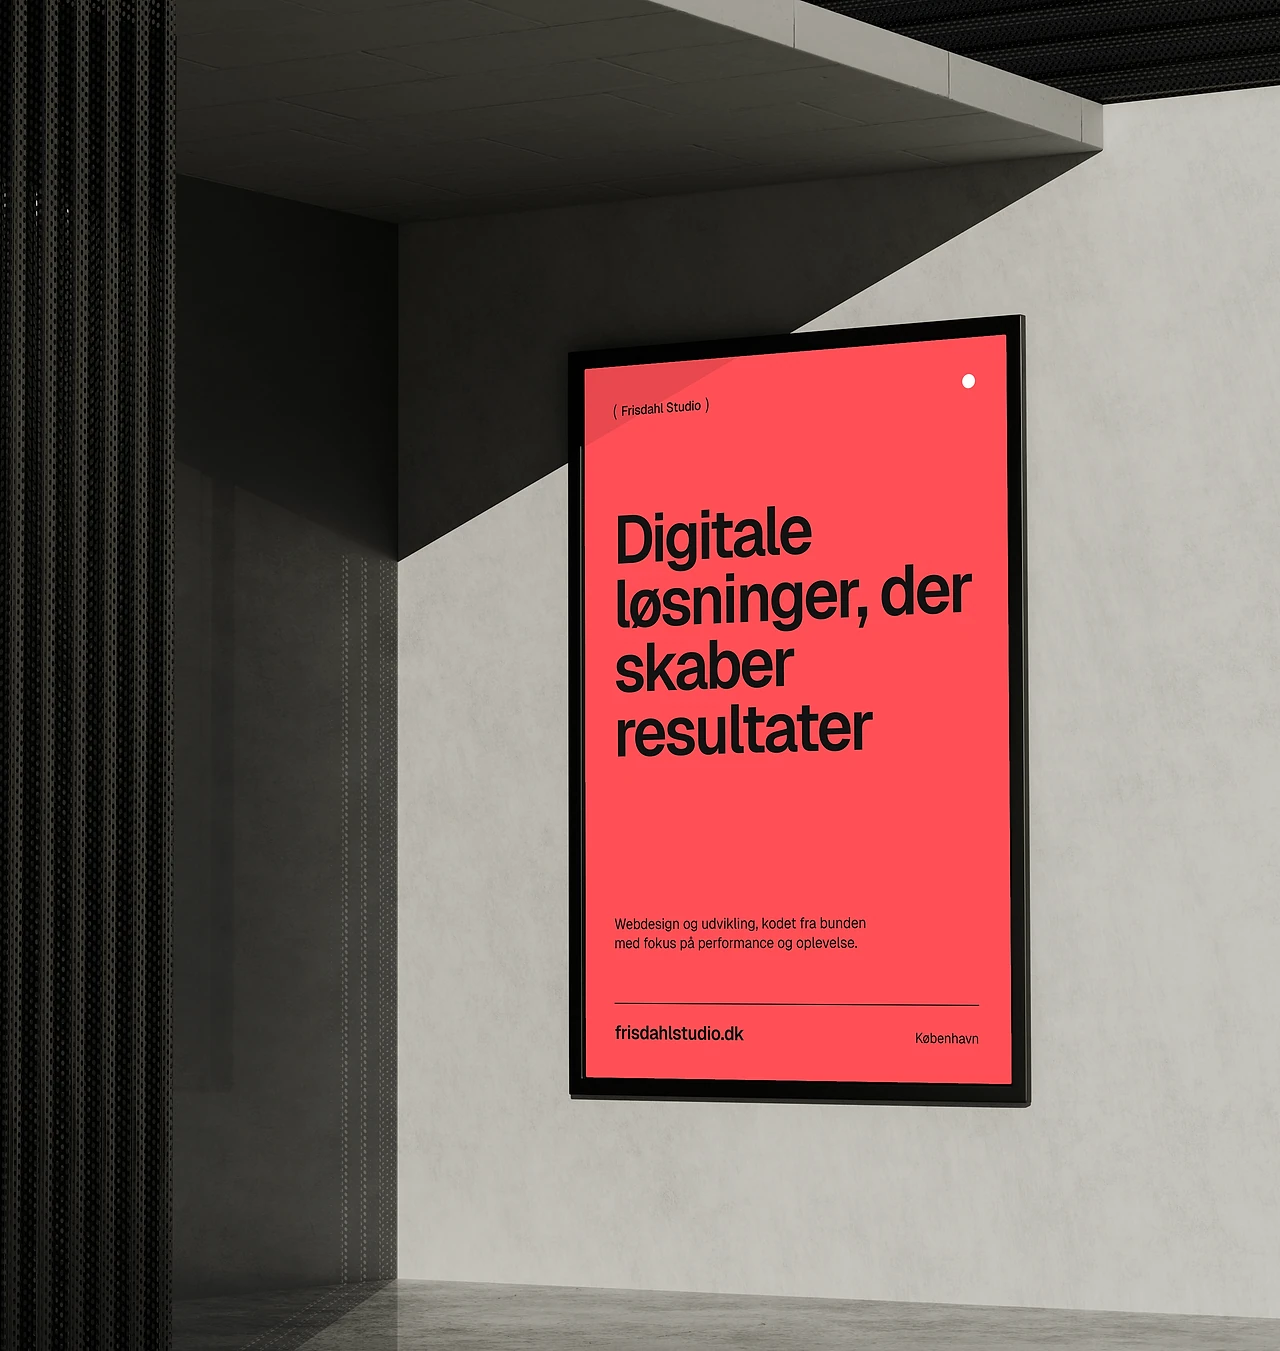 ( Frisdahl Studio )
Digitale
løsninger, der
skaber
resultater
Webdesign og udvikling, kodet fra bunden
med fokus på performance og oplevelse.
frisdahlstudio.dk
København